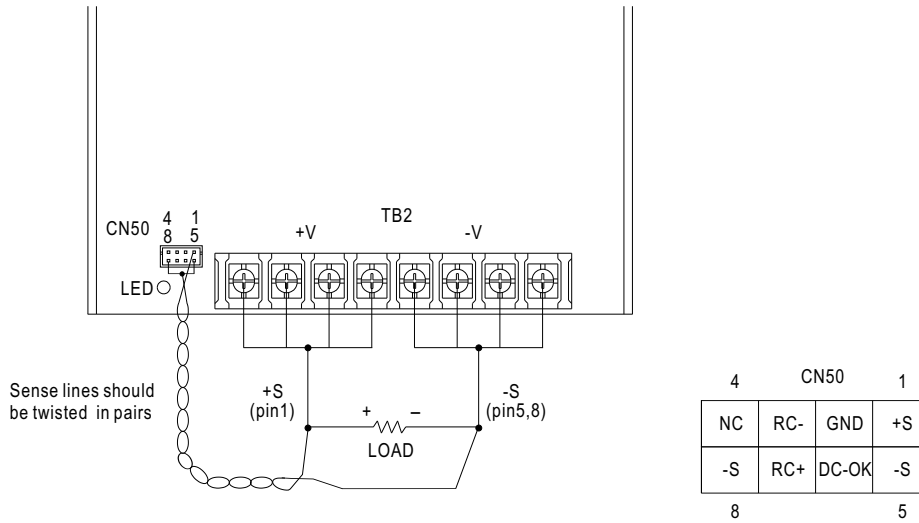 TB2
CN50
4 1
8 5
+V
-V
LED
Sense lines should
be twisted in pairs
+S
(pin1)
-S
(pin5,8)
+ –
LOAD
4 CN50 1
NC RC- GND +S
-S RC+ DC-OK -S
8 5